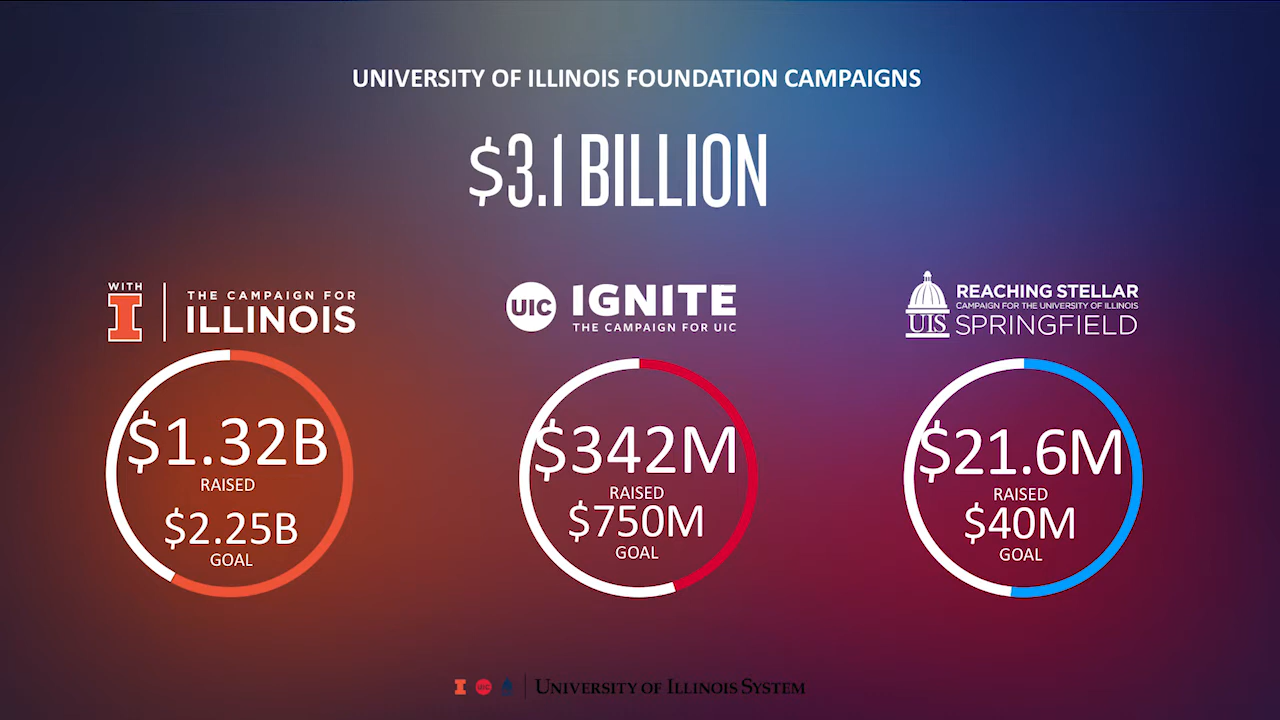 UNIVERSITY OF ILLINOIS FOUNDATION CAMPAIGNS
$3.1 BILLION
WITH
I
THE CAMPAIGN FOR
ILLINOIS
$1.32B
RAISED
$2.25B
GOAL
UIC
IGNITE
THE CAMPAIGN FOR UIC
$342M
RAISED
$750M
GOAL
UIS
REACHING STELLAR
CAMPAIGN FOR THE UNIVERSITY OF ILLINOIS
SPRINGFIELD
$21.6M
RAISED
$40M
GOAL
I UIC UNIVERSITY OF ILLINOIS SYSTEM